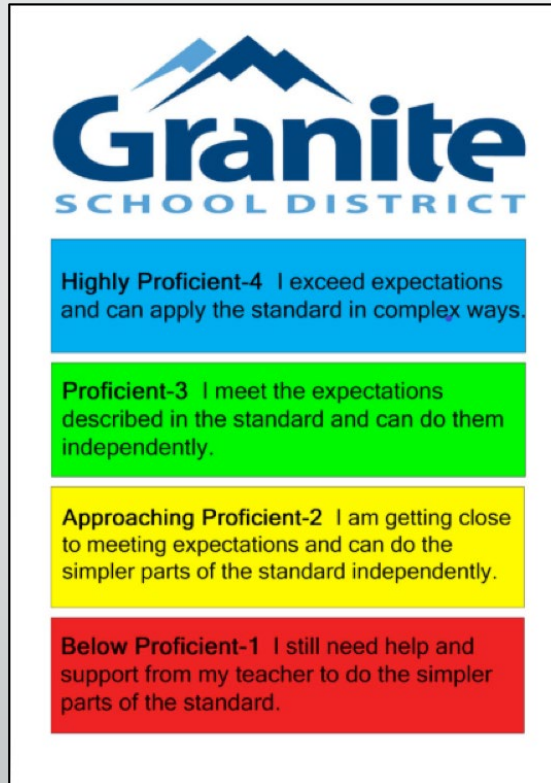 Granite
SCHOOL DISTRICT
Highly Proficient-4 I exceed expectations
and can apply the standard in complex ways.
Proficient-3 I meet the expectations
described in the standard and can do them
independently.
Approaching Proficient-2 I am getting close
to meeting expectations and can do the
simpler parts of the standard independently.
Below Proficient-1 I still need help and
support from my teacher to do the simpler
parts of the standard.